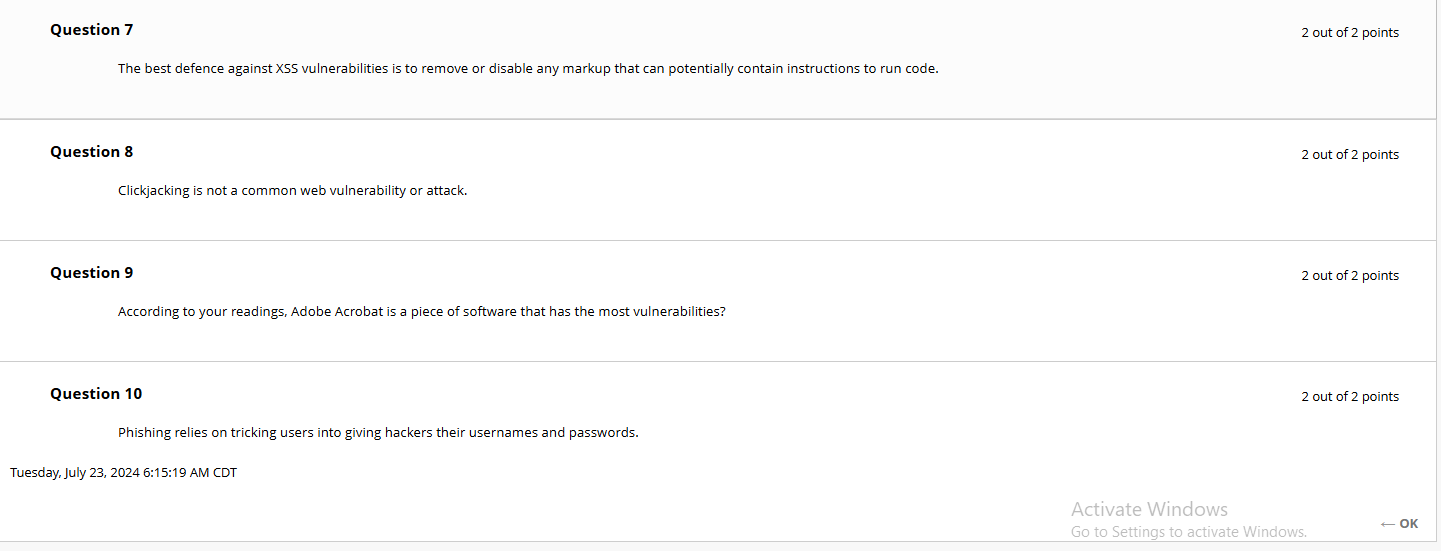 Question 7
2 out of 2 points
The best defence against XSS vulnerabilities is to remove or disable any markup that can potentially contain instructions to run code.
Question 8
2 out of 2 points
Clickjacking is not a common web vulnerability or attack.
Question 9
2 out of 2 points
According to your readings, Adobe Acrobat is a piece of software that has the most vulnerabilities?
Question 10
2 out of 2 points
Phishing relies on tricking users into giving hackers their usernames and passwords.
Tuesday, July 23, 2024 6:15:19 AM CDT
Activate Windows
Go to Settings to activate Windows.
← OK